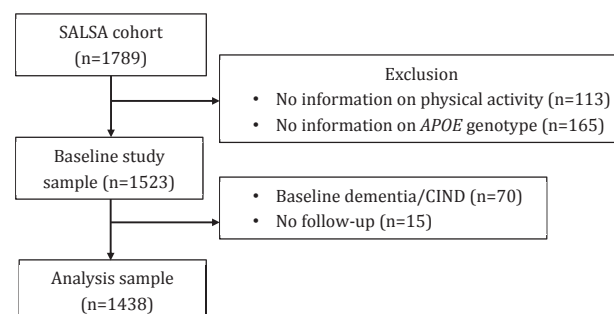 SALSA cohort
(n=1789)
Exclusion
• No information on physical activity (n=113)
• No information on APOE genotype (n=165)
Baseline study
sample (n=1523)
• Baseline dementia/CIND (n=70)
• No follow-up (n=15)
Analysis sample
(n=1438)